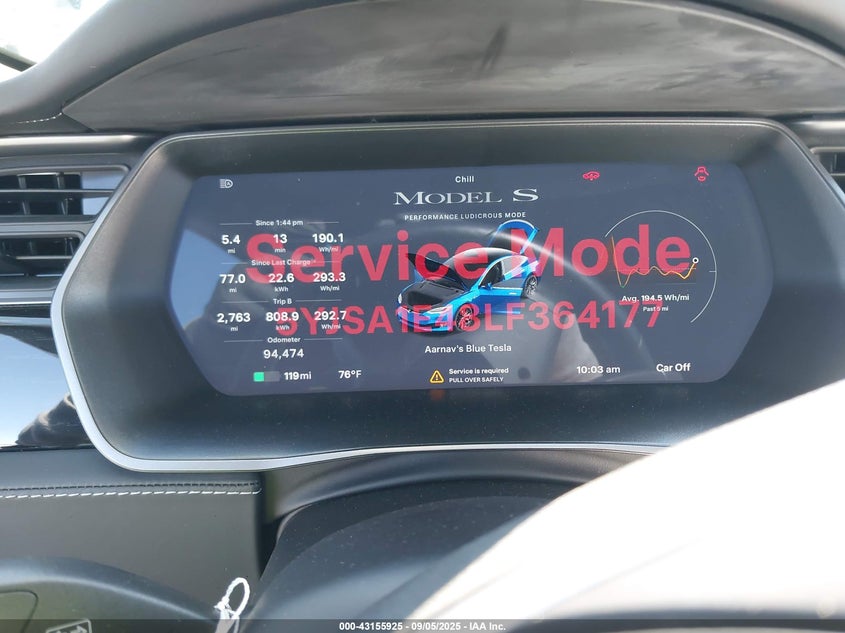 Chill
MODEL S
PERFORMANCE LUDICROUS MODE
Since 1:44 pm
5.4 13 190.1
mi min Wh/mi
Since Last Charge
77.0 22.6 293.3
mi kWh Wh/mi
Trip B
2,763 808.9 292.7
mi kWh Wh/mi
Odometer
94,474
Service Mode
Avg. 194.5 Wh/mi
Past 5 mi
Aarnav's Blue Tesla
119 mi 76°F
Service is required
PULL OVER SAFELY
10:03 am Car Off
000-43155925 - 09/05/2025 - IAA Inc.